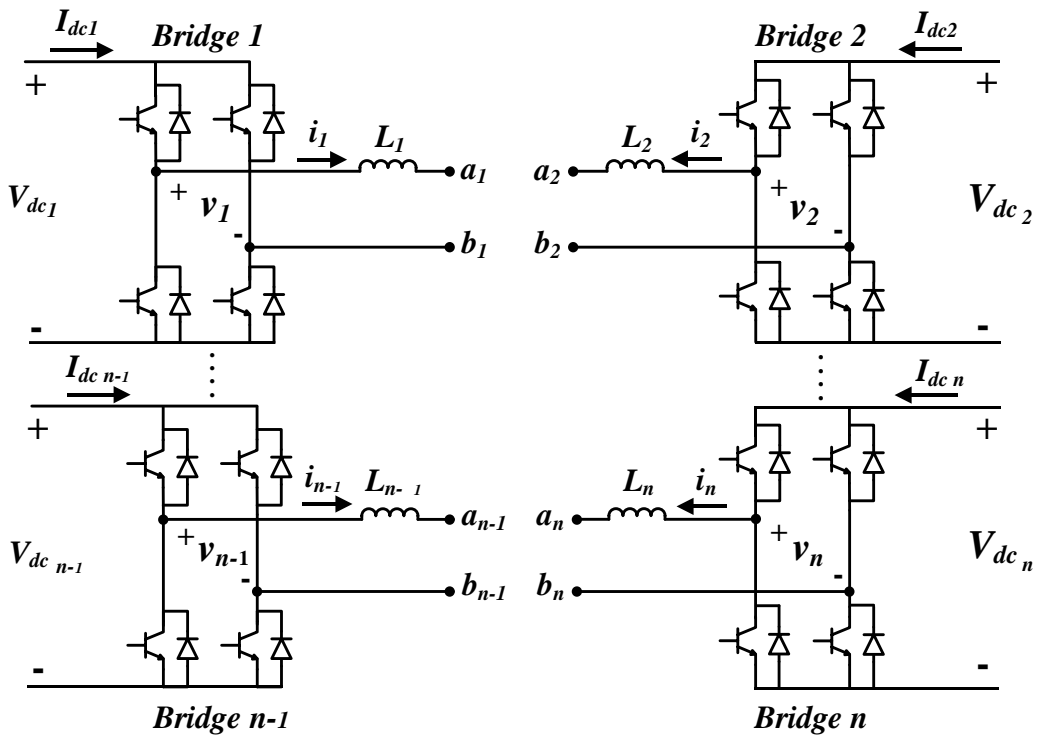 I_dc1 Bridge 1 Bridge 2 I_dc2
+ +
i_1 L_1 L_2 i_2
a_1 a_2
V_dc1 + v_1 - + v_2 - V_dc2
b_1 b_2
- -
I_dc n-1 I_dc n
+ +
i_n-1 L_n-1 L_n i_n
a_n-1 a_n
V_dc n-1 + v_n-1 - + v_n - V_dc n
b_n-1 b_n
- -
Bridge n-1 Bridge n